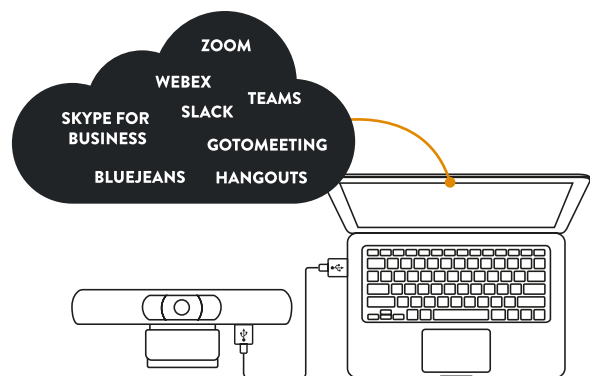 ZOOM
WEBEX
TEAMS
SLACK
SKYPE FOR
BUSINESS
GOTOMEETING
BLUEJEANS
HANGOUTS